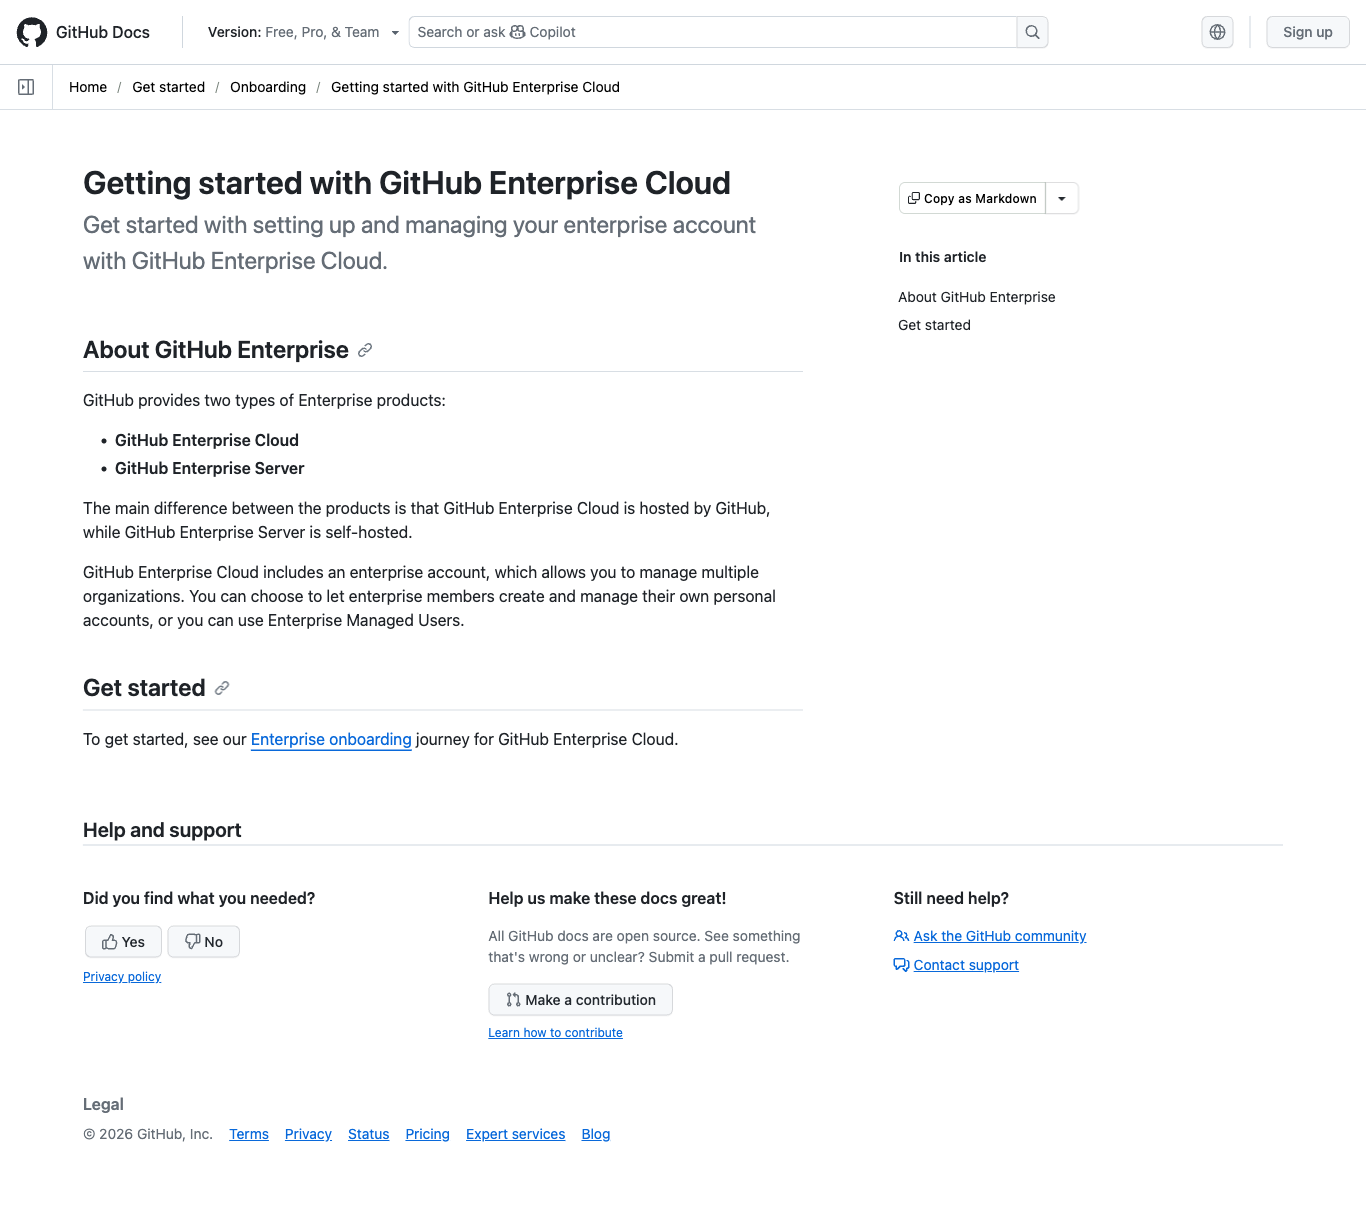 GitHub Docs
Version: Free, Pro, & Team
Search or ask Copilot
Sign up
Home / Get started / Onboarding / Getting started with GitHub Enterprise Cloud
Getting started with GitHub Enterprise Cloud
Get started with setting up and managing your enterprise account
with GitHub Enterprise Cloud.
Copy as Markdown
In this article
About GitHub Enterprise
Get started
About GitHub Enterprise
GitHub provides two types of Enterprise products:
• GitHub Enterprise Cloud
• GitHub Enterprise Server
The main difference between the products is that GitHub Enterprise Cloud is hosted by GitHub,
while GitHub Enterprise Server is self-hosted.
GitHub Enterprise Cloud includes an enterprise account, which allows you to manage multiple
organizations. You can choose to let enterprise members create and manage their own personal
accounts, or you can use Enterprise Managed Users.
Get started
To get started, see our Enterprise onboarding journey for GitHub Enterprise Cloud.
Help and support
Did you find what you needed?
Yes
No
Privacy policy
Help us make these docs great!
All GitHub docs are open source. See something
that's wrong or unclear? Submit a pull request.
Make a contribution
Learn how to contribute
Still need help?
Ask the GitHub community
Contact support
Legal
© 2026 GitHub, Inc. Terms Privacy Status Pricing Expert services Blog